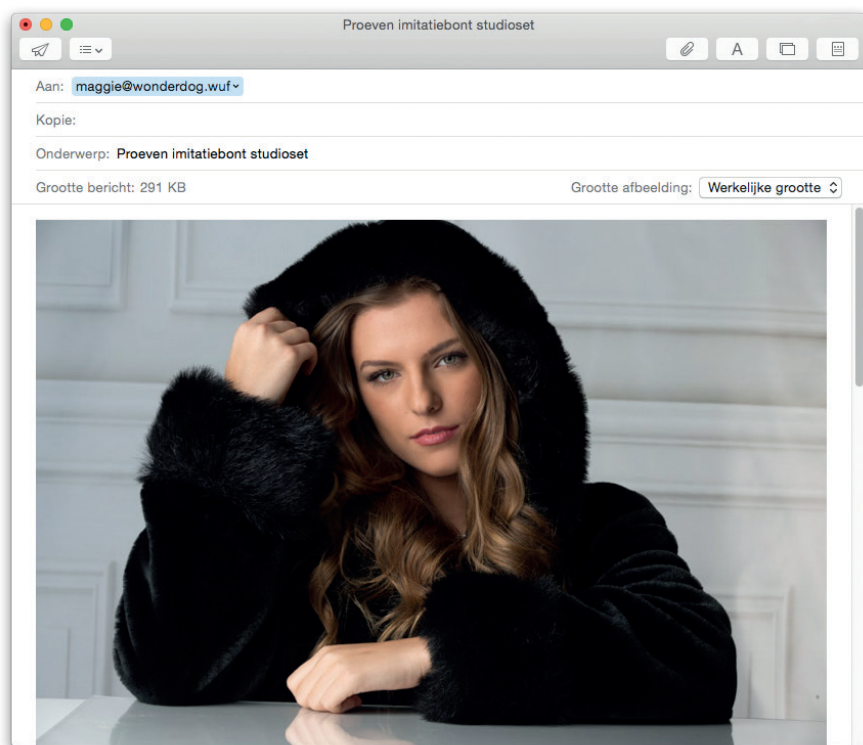 Proeven imitatiebont studioset
A
Aan: maggie@wonderdog.wuf
Kopie:
Onderwerp: Proeven imitatiebont studioset
Grootte bericht: 291 KB Grootte afbeelding: Werkelijke grootte